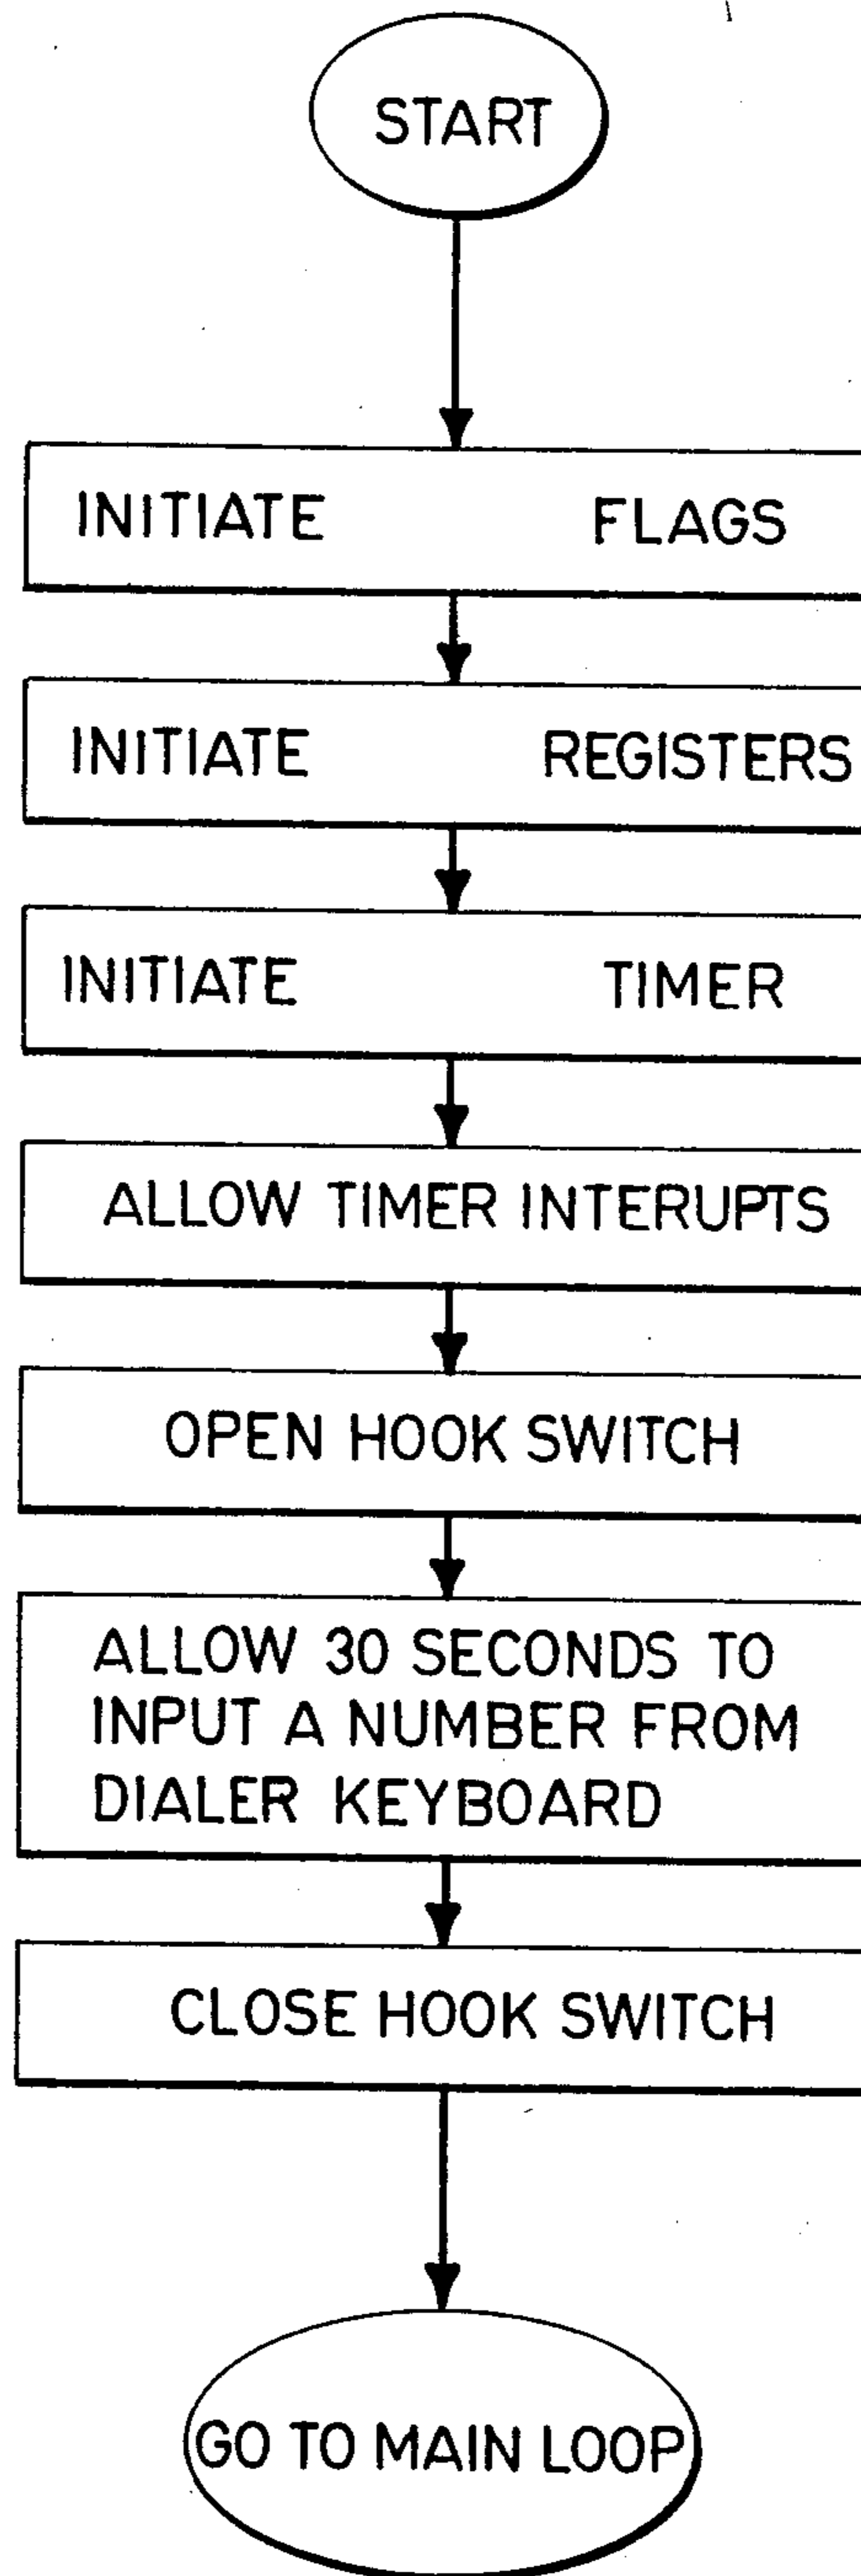 START
INITIATE FLAGS
INITIATE REGISTERS
INITIATE TIMER
ALLOW TIMER INTERUPTS
OPEN HOOK SWITCH
ALLOW 30 SECONDS TO
INPUT A NUMBER FROM
DIALER KEYBOARD
CLOSE HOOK SWITCH
GO TO MAIN LOOP